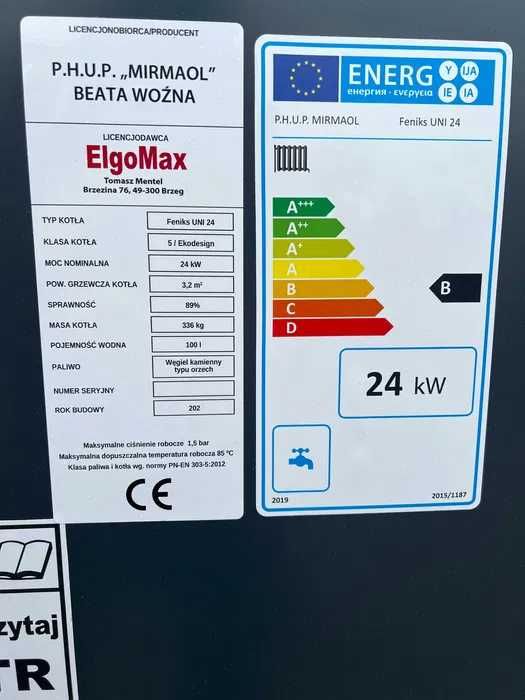 LICENCJONOBIORCA/PRODUCENT
P.H.U.P. „MIRMAOL”
BEATA WOŹNA
LICENCJODAWCA
ElgoMax
Tomasz Mentel
Brzezina 76, 49-300 Brzeg
TYP KOTŁA Feniks UNI 24
KLASA KOTŁA 5 / Ekodesign
MOC NOMINALNA 24 kW
POW. GRZEWCZA KOTŁA 3,2 m²
SPRAWNOŚĆ 89%
MASA KOTŁA 336 kg
POJEMNOŚĆ WODNA 100 l
PALIWO Węgiel kamienny
typu orzech
NUMER SERYJNY
ROK BUDOWY 202
Maksymalne ciśnienie robocze 1,5 bar
Maksymalna dopuszczalna temperatura robocza 85 ºC
Klasa paliwa i kotła wg. normy PN-EN 303-5:2012
CE
ENERG Y IJA
енергия · ενεργεια IE IA
P.H.U.P. MIRMAOL Feniks UNI 24
A+++
A++
A+
A
B B
C
D
24 kW
2019 2015/1187
zytaj
TR